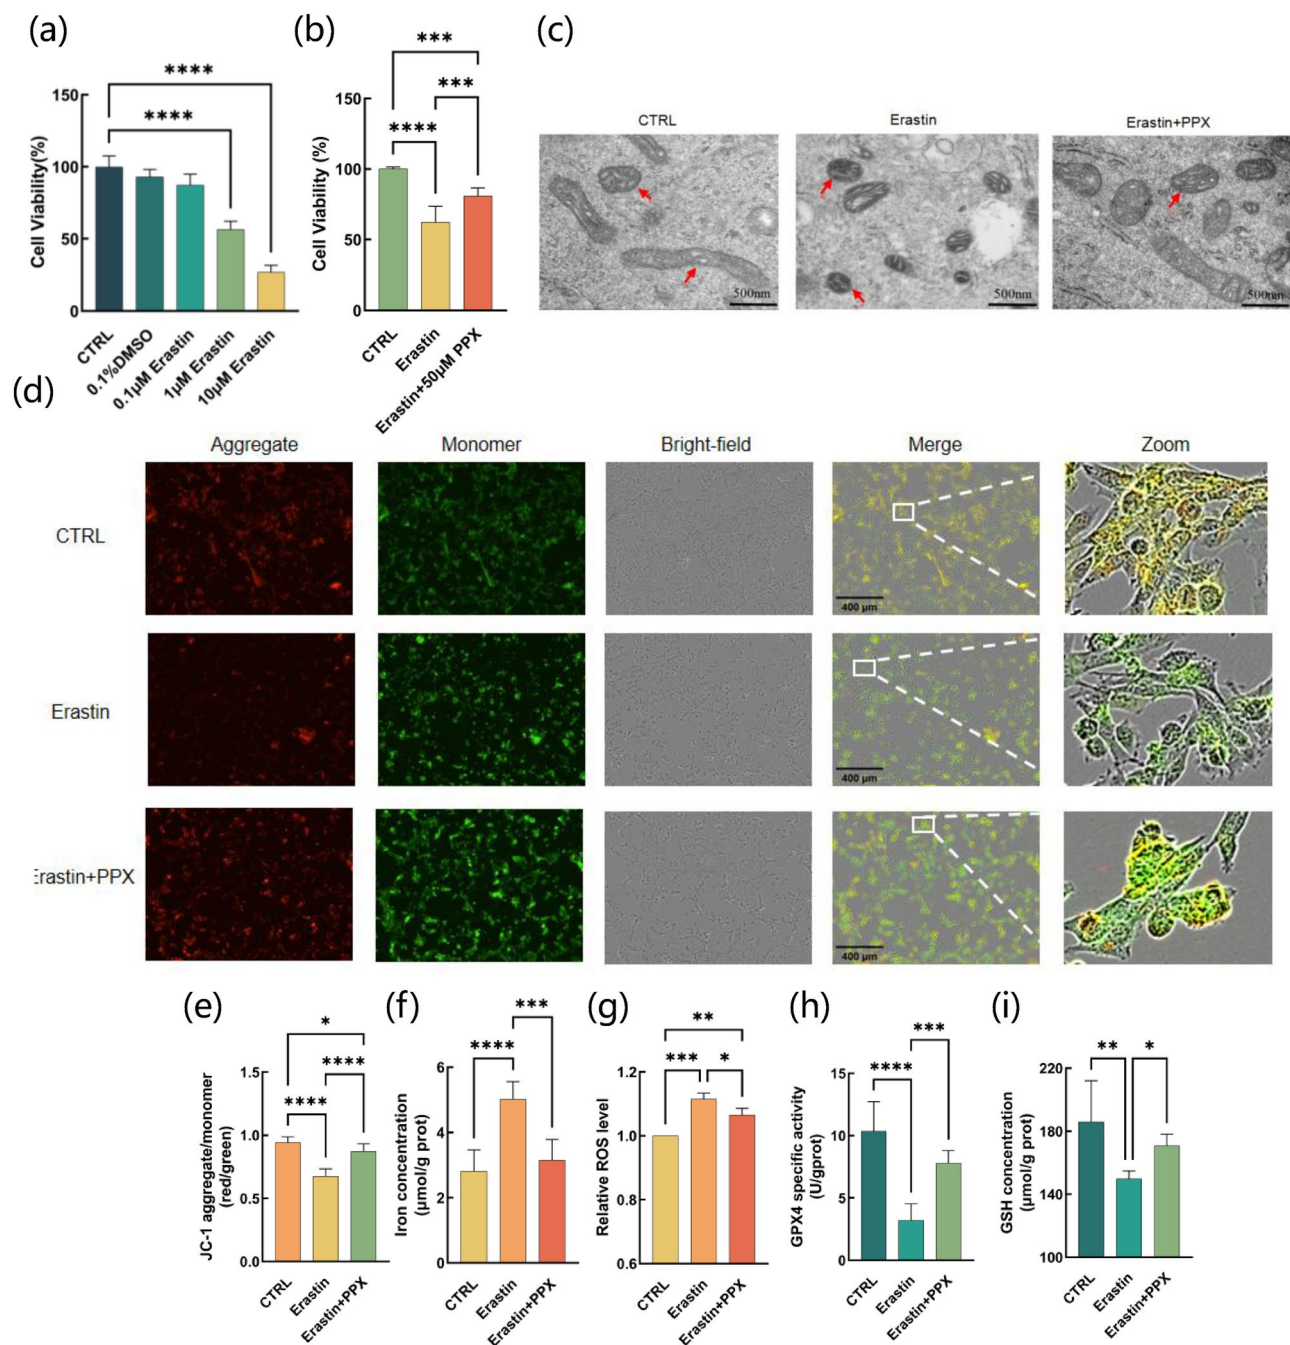 (a)
****
****
150
100
50
0
Cell Viability(%)
CTRL
0.1%DMSO
0.1μM Erastin
1μM Erastin
10μM Erastin
(b)
***
***
****
150
100
50
0
Cell Viability (%)
CTRL
Erastin
Erastin+50μM PPX
(c)
CTRL
Erastin
Erastin+PPX
500nm
500nm
500nm
(d)
Aggregate
Monomer
Bright-field
Merge
Zoom
CTRL
400 μm
Erastin
400 μm
Erastin+PPX
400 μm
(e)
*
****
****
1.5
1.0
0.5
0.0
JC-1 aggregate/monomer
(red/green)
CTRL
Erastin
Erastin+PPX
(f)
***
****
6
4
2
0
Iron concentration
(μmol/g prot)
CTRL
Erastin
Erastin+PPX
(g)
**
***
*
1.2
1.0
0.8
0.6
Relative ROS level
CTRL
Erastin
Erastin+PPX
(h)
***
****
15
10
5
0
GPX4 specific activity
(U/gprot)
CTRL
Erastin
Erastin+PPX
(i)
**
*
220
180
140
100
GSH concentration
(μmol/g prot)
CTRL
Erastin
Erastin+PPX